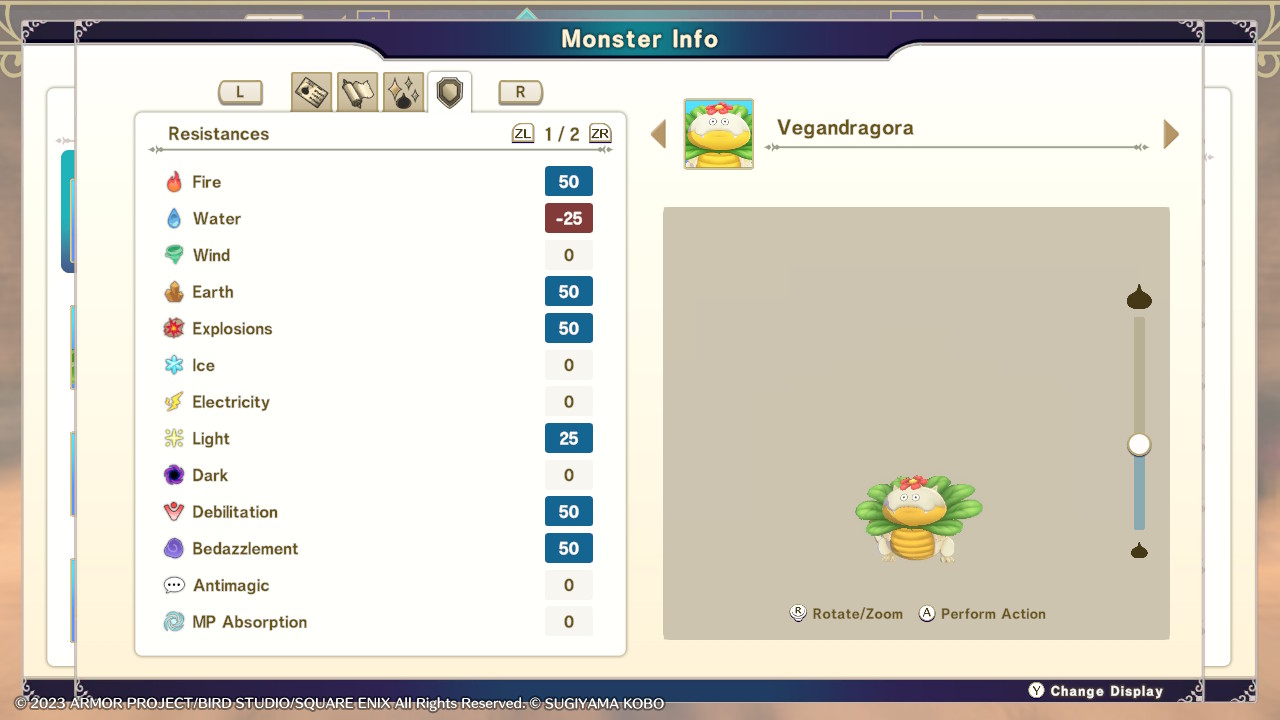 Monster Info
L
R
Resistances
ZL 1 / 2 ZR
Vegandragora
Fire 50
Water -25
Wind 0
Earth 50
Explosions 50
Ice 0
Electricity 0
Light 25
Dark 0
Debilitation 50
Bedazzlement 50
Antimagic 0
MP Absorption 0
R Rotate/Zoom A Perform Action
Y Change Display
© 2023 ARMOR PROJECT/BIRD STUDIO/SQUARE ENIX All Rights Reserved. © SUGIYAMA KOBO